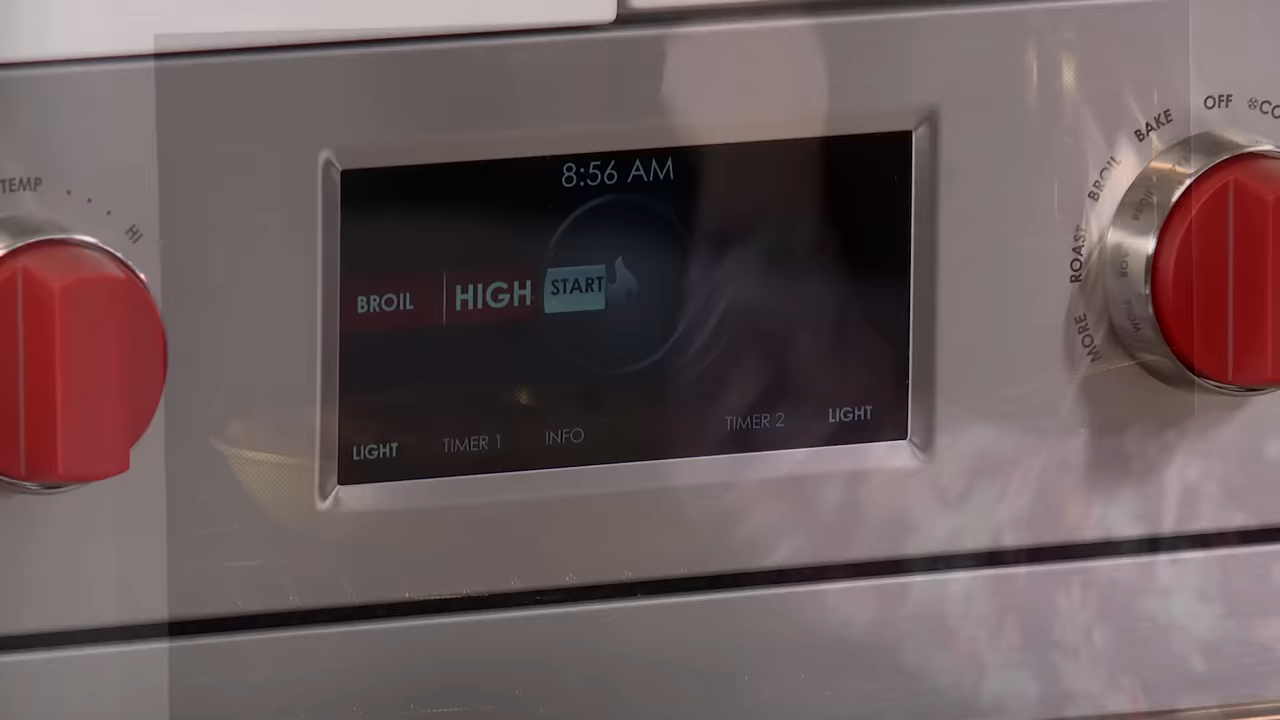 TEMP
HI
8:56 AM
BROIL HIGH START
LIGHT TIMER 1 INFO TIMER 2 LIGHT
OFF
BAKE
BROIL
ROAST
MORE